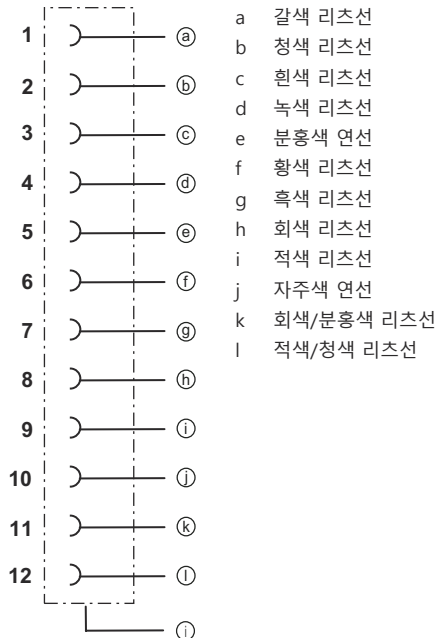 1 ⓐ
2 ⓑ
3 ⓒ
4 ⓓ
5 ⓔ
6 ⓕ
7 ⓖ
8 ⓗ
9 ⓘ
10 ⓙ
11 ⓚ
12 ⓛ
a 갈색 리츠선
b 청색 리츠선
c 흰색 리츠선
d 녹색 리츠선
e 분홍색 연선
f 황색 리츠선
g 흑색 리츠선
h 회색 리츠선
i 적색 리츠선
j 자주색 연선
k 회색/분홍색 리츠선
l 적색/청색 리츠선